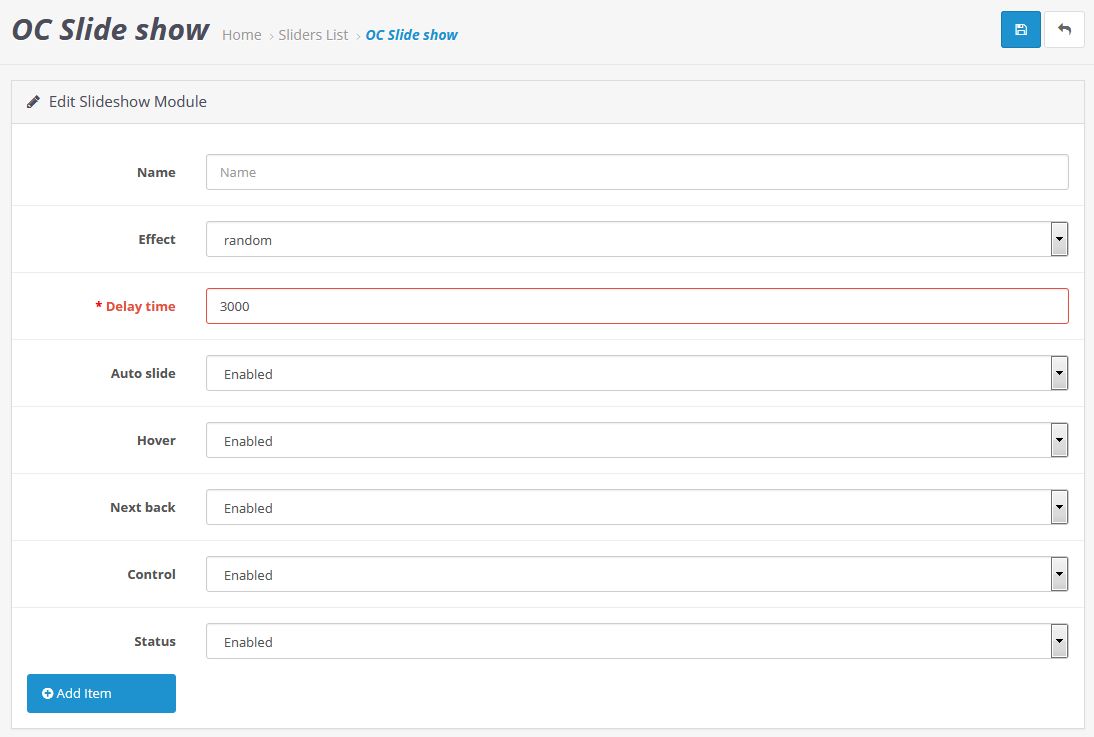 OC Slide show Home › Sliders List › OC Slide show
Edit Slideshow Module
Name Name
Effect random
* Delay time 3000
Auto slide Enabled
Hover Enabled
Next back Enabled
Control Enabled
Status Enabled
Add Item